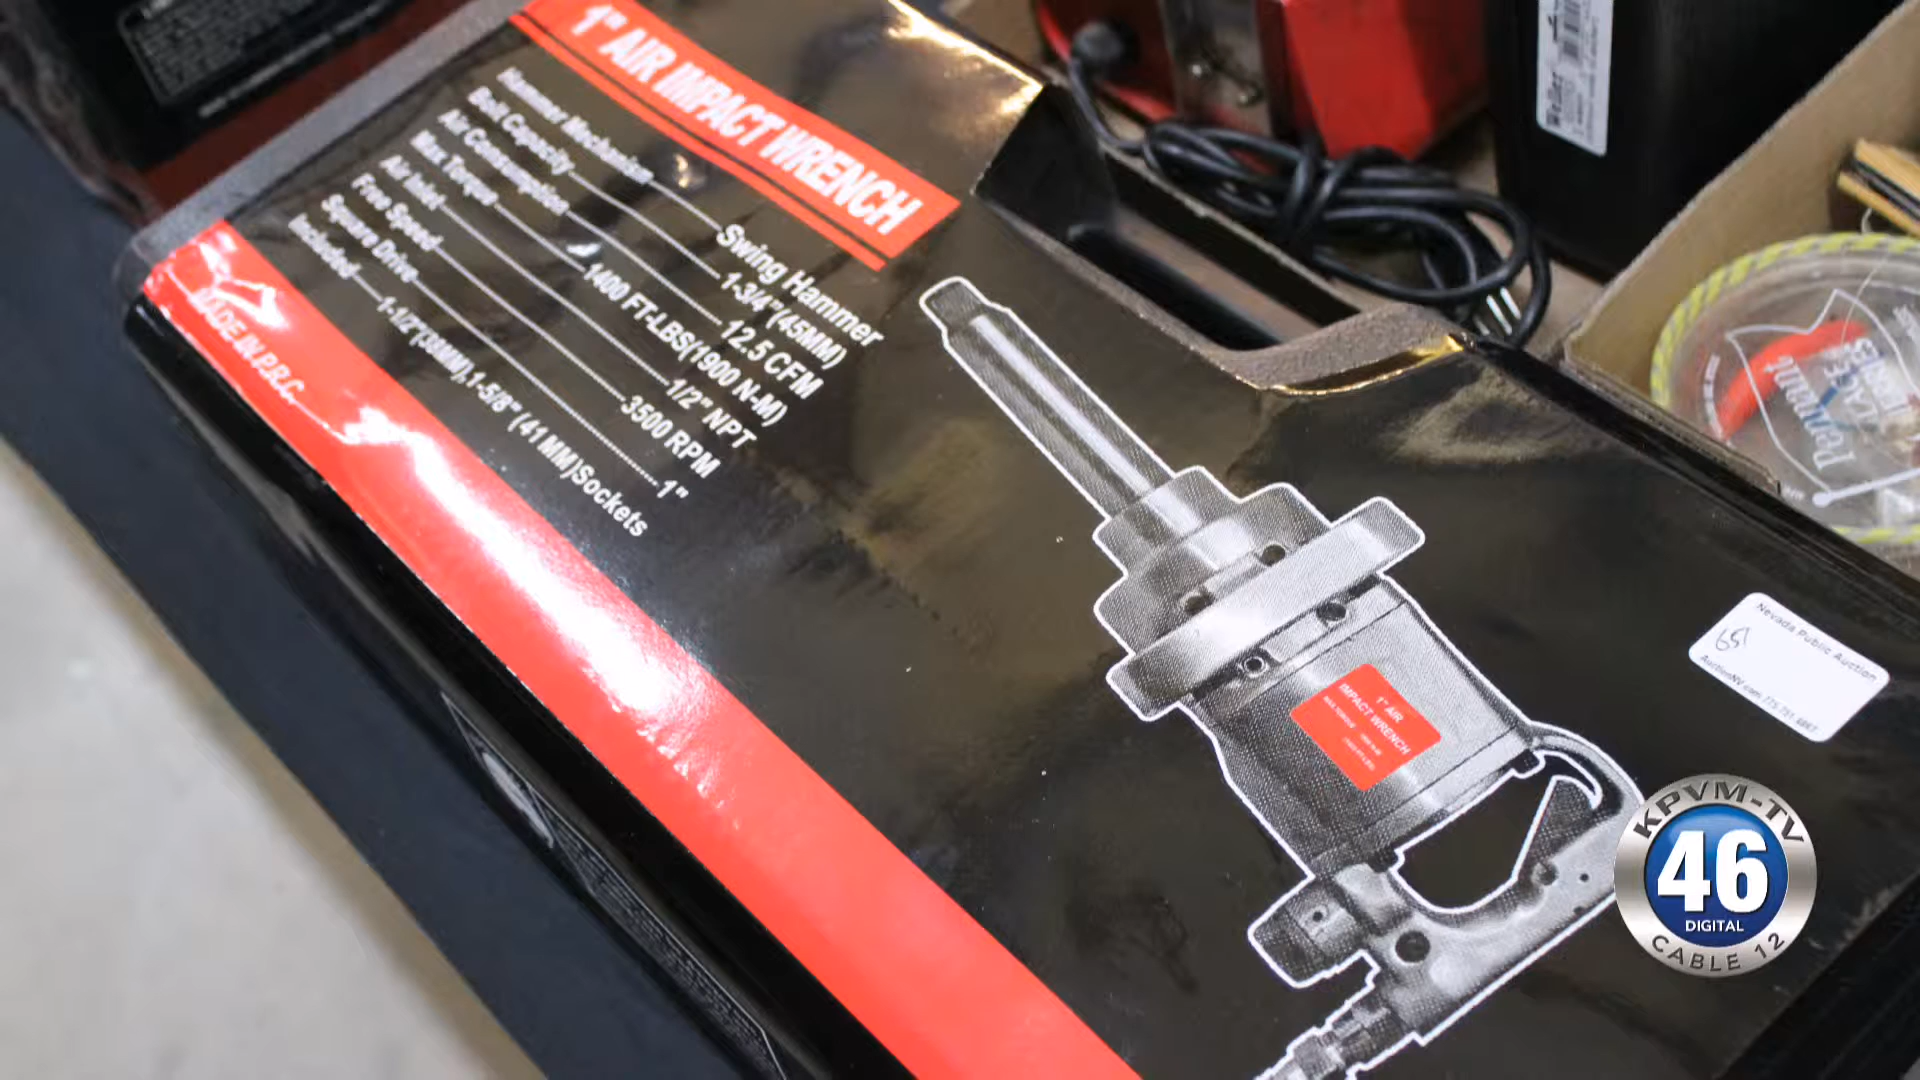 1" AIR IMPACT WRENCH
Hammer Mechanism Swing Hammer
Bolt Capacity 1-3/4"(45MM)
Air Consumption 12.5 CFM
Max. Torque 1400 FT-LBS(1900 N-M)
Air Inlet 1/2" NPT
Free Speed 3500 RPM
Square Drive 1"
Included 1-1/2"(38MM),1-5/8" (41MM)Sockets
MADE IN P.R.C.
1" AIR
IMPACT WRENCH
Nevada Public Auction
651
Weller
Pennant
KPVM-TV
46
DIGITAL
CABLE 12